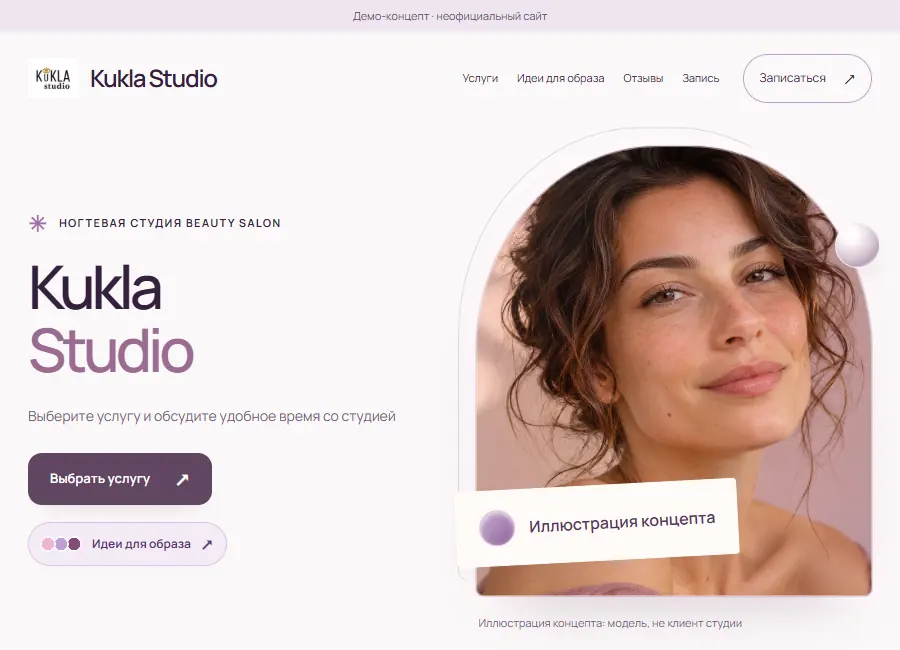 Демо-концепт · неофициальный сайт
KUKLA
studio
Kukla Studio
Услуги
Идеи для образа
Отзывы
Запись
Записаться ↗
НОГТЕВАЯ СТУДИЯ BEAUTY SALON
Kukla
Studio
Выберите услугу и обсудите удобное время со студией
Выбрать услугу ↗
Идеи для образа ↗
Иллюстрация концепта
Иллюстрация концепта: модель, не клиент студии